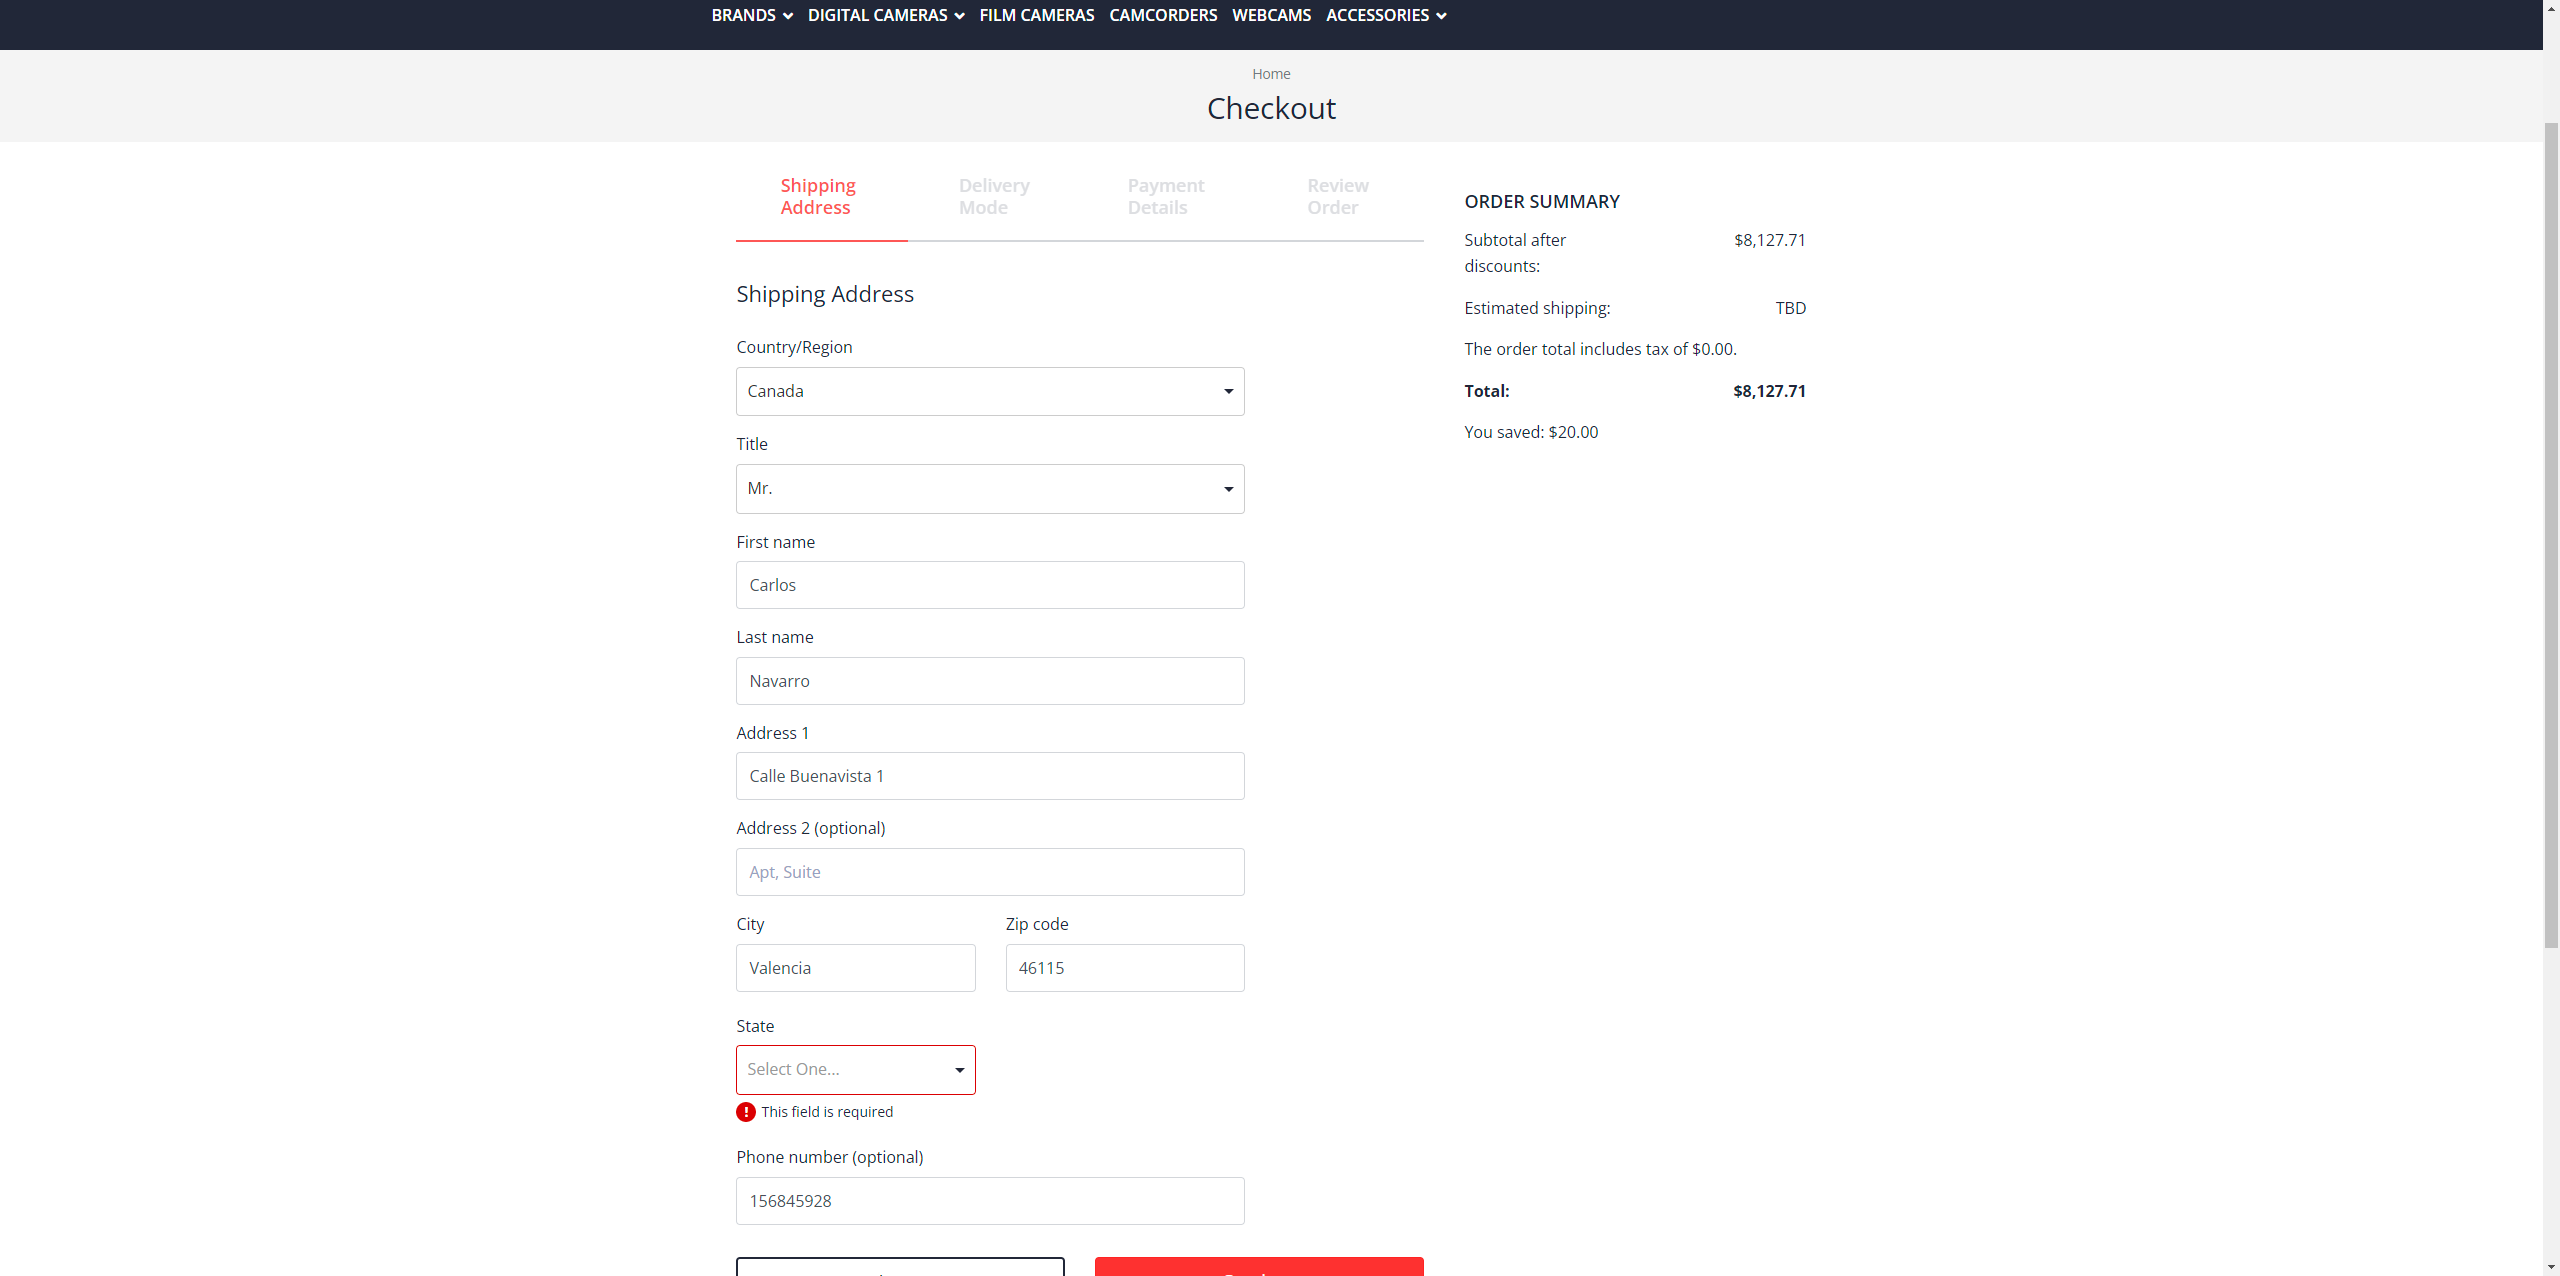 BRANDS DIGITAL CAMERAS FILM CAMERAS CAMCORDERS WEBCAMS ACCESSORIES
Home
Checkout
Shipping
Address
Delivery
Mode
Payment
Details
Review
Order
Shipping Address
Country/Region
Canada
Title
Mr.
First name
Carlos
Last name
Navarro
Address 1
Calle Buenavista 1
Address 2 (optional)
Apt, Suite
City
Valencia
Zip code
46115
State
Select One...
This field is required
Phone number (optional)
156845928
ORDER SUMMARY
Subtotal after
discounts:
$8,127.71
Estimated shipping: TBD
The order total includes tax of $0.00.
Total: $8,127.71
You saved: $20.00